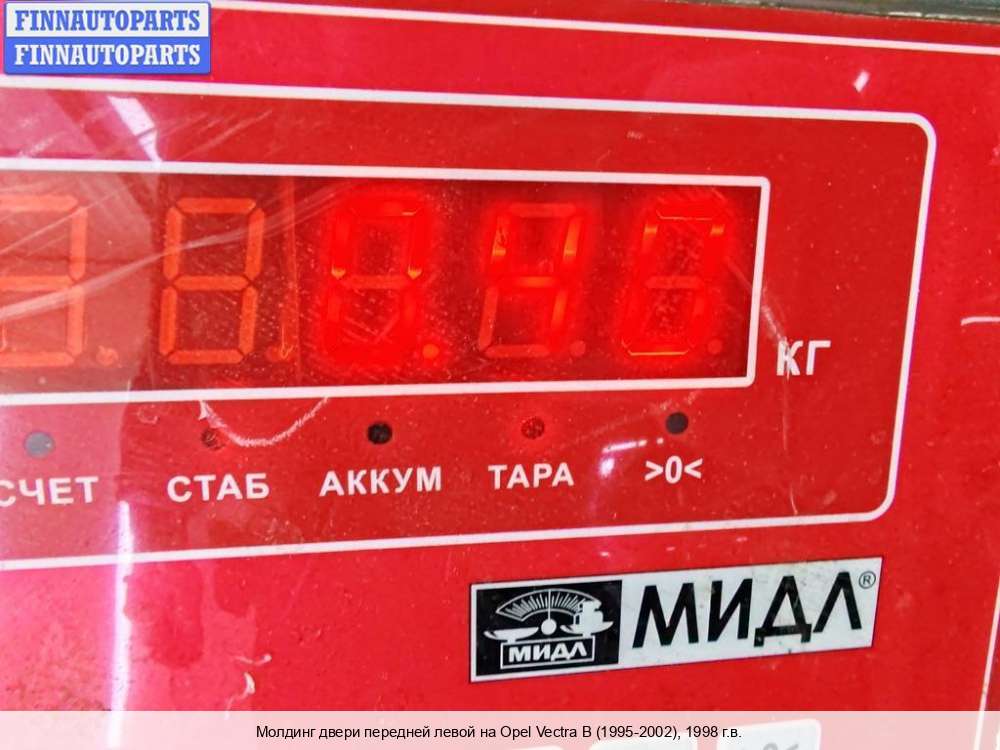 FINNAUTOPARTS
FINNAUTOPARTS
0.40
КГ
СЧЕТ СТАБ АККУМ ТАРА >0<
МИДЛ МИДЛ®
Молдинг двери передней левой на Opel Vectra B (1995-2002), 1998 г.в.